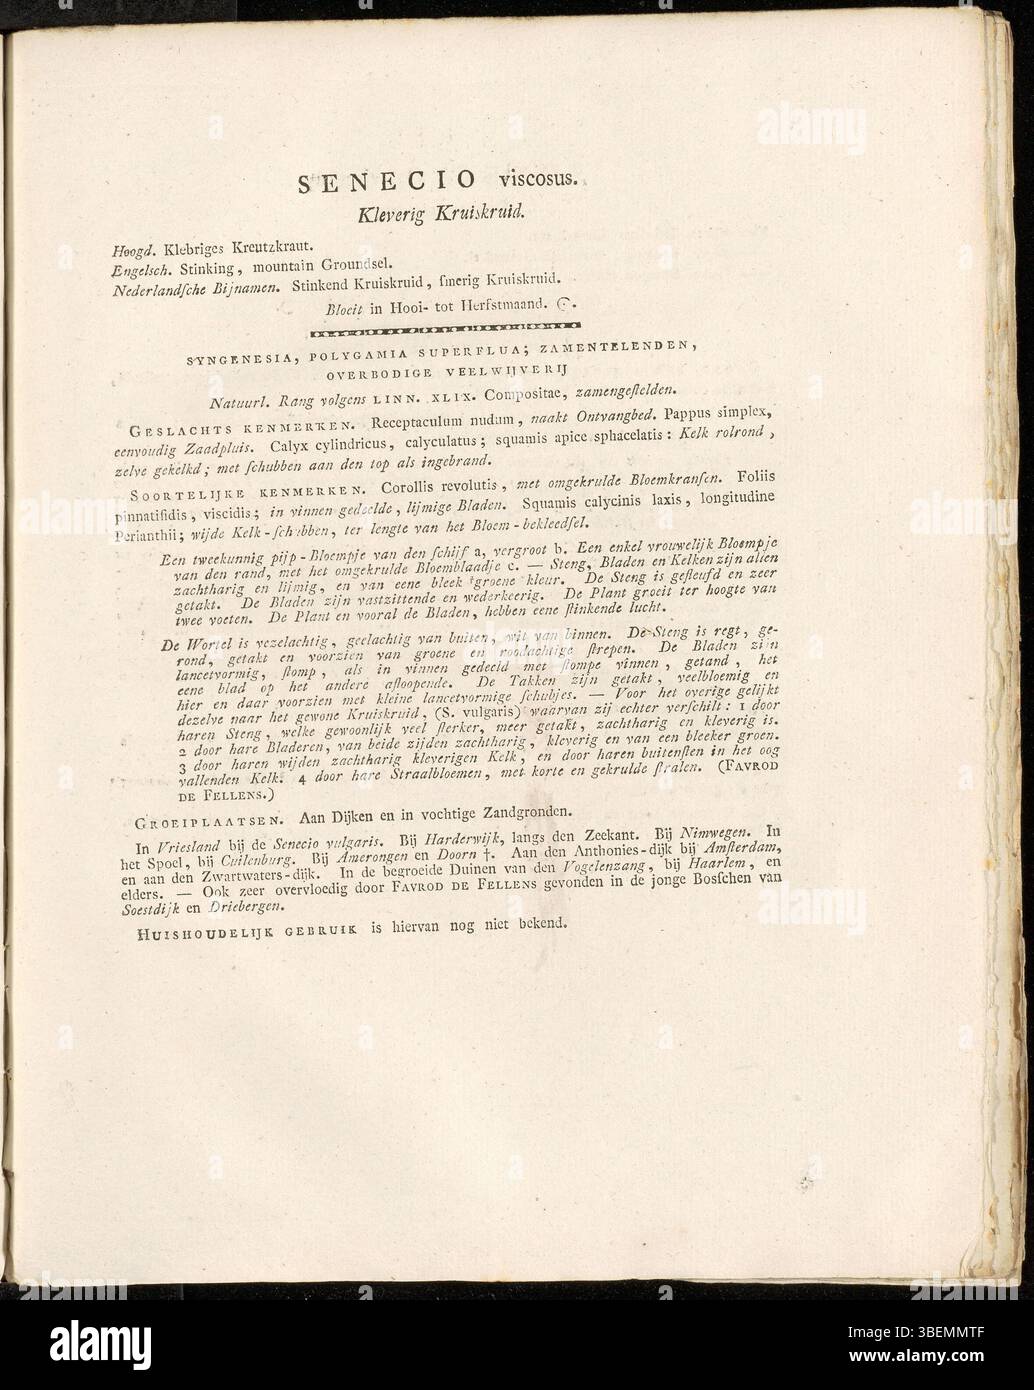 SENECIO viscosus.
Kleverig Kruiskruid.
Hoogd. Klebriges Kreutzkraut.
Engelsch. Stinking, mountain Groundsel.
Nederlandſche Bijnamen. Stinkend Kruiskruid, ſmerig Kruiskruid.
Bloeit in Hooi- tot Herfstmaand.
SYNGENESIA, POLYGAMIA SUPERFLUA; ZAMENTELENDEN,
OVERBODIGE VEELWIJVERIJ
Natuurl. Rang volgens LINN. XLIX. Compositae, zamengeſtelden.
GESLACHTS KENMERKEN. Receptaculum nudum, naakt Ontvangbed. Pappus simplex,
eenvoudig Zaadpluis. Calyx cylindricus, calyculatus; squamis apice sphacelatis: Kelk rolrond,
zelve gekelkd; met ſchubben aan den top als ingebrand.
SOORTELIJKE KENMERKEN. Corollis revolutis, met omgekrulde Bloemkranſen. Foliis
pinnatifidis, viscidis; in vinnen gedeelde, lijmige Bladen. Squamis calycinis laxis, longitudine
Perianthii; wijde Kelk-ſchubben, ter lengte van het Bloem-bekleedſel.
Een tweekunnig pijp-Bloempje van den ſchijf a, vergroot b. Een enkel vrouwelijk Bloempje
van den rand, met het omgekrulde Bloemblaadje c. — Steng, Bladen en Kelken zijn allen
zachtharig en lijmig, en van eene bleek groene kleur. De Steng is geſleufd en zeer
getakt. De Bladen zijn vastzittende en wederkeerig. De Plant groeit ter hoogte van
twee voeten. De Plant en vooral de Bladen, hebben eene ſtinkende lucht.
De Wortel is vezelachtig, geelachtig van buiten, wit van binnen. De Steng is regt, ge-
rond, getakt en voorzien van groene en roodachtige ſtrepen. De Bladen zijn
lancetvormig, ſtomp, als in vinnen gedeeld met ſtompe vinnen, getand, het
eene blad op het andere afloopende. De Takken zijn getakt, veelbloemig en
hier en daar voorzien met kleine lancetvormige ſchubjes. — Voor het overige gelijkt
dezelve naar het gewone Kruiskruid, (S. vulgaris) waarvan zij echter verſchilt: 1 door
haren Steng, welke gewoonlijk veel ſterker, meer getakt, zachtharig en kleverig is.
2 door hare Bladeren, van beide zijden zachtharig, kleverig en van een bleeker groen.
3 door haren wijden zachtharig kleverigen Kelk, en door haren buitenſten in het oog
vallenden Kelk. 4 door hare Straalbloemen, met korte en gekrulde ſtralen. (FAVROD
DE FELLENS.)
GROEIPLAATSEN. Aan Dijken en in vochtige Zandgronden.
In Vriesland bij de Senecio vulgaris. Bij Harderwijk, langs den Zeekant. Bij Nimwegen. In
het Spoel, bij Cuilenburg. Bij Amerongen en Doorn †. Aan den Anthonies-dijk bij Amſterdam,
en aan den Zwartwaters-dijk. In de begroeide Duinen van den Vogelenzang, bij Haarlem, en
elders. — Ook zeer overvloedig door FAVROD DE FELLENS gevonden in de jonge Bosſchen van
Soestdijk en Driebergen.
HUISHOUDELIJK GEBRUIK is hiervan nog niet bekend.
alamy
Image ID: 3BEMMTF
www.alamy.com